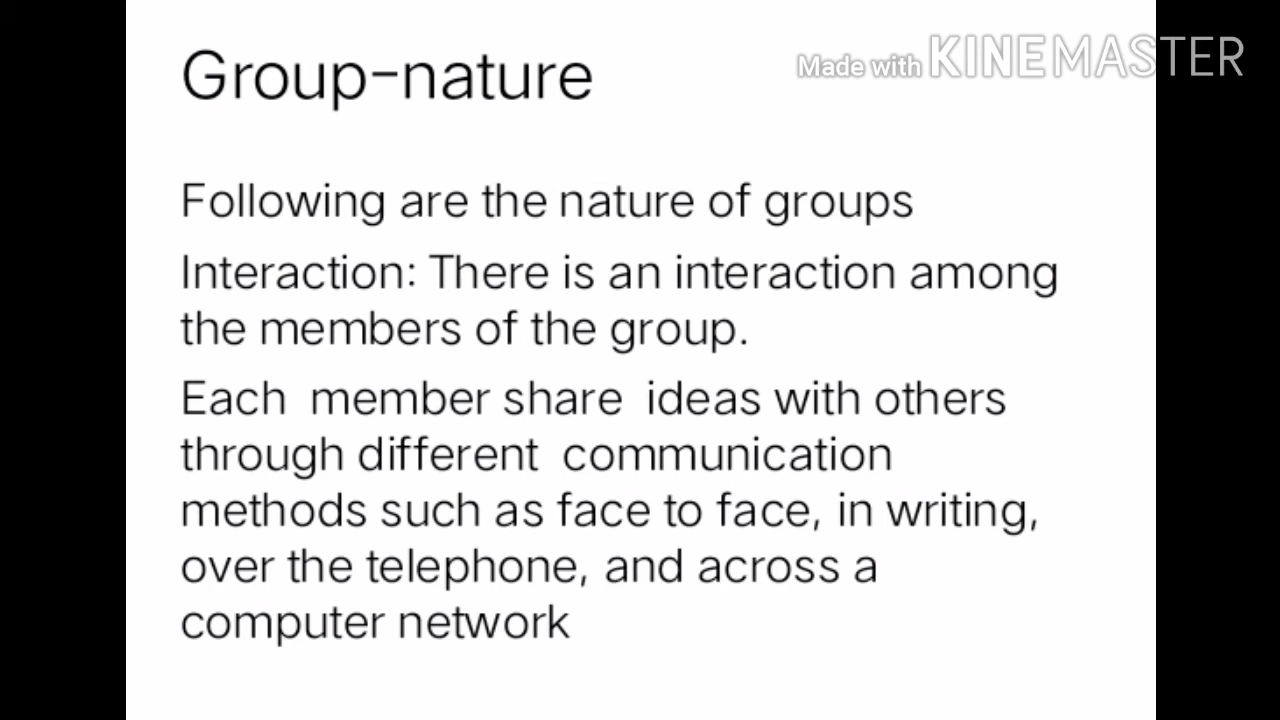 Group-nature
Made with KINEMASTER
Following are the nature of groups
Interaction: There is an interaction among
the members of the group.
Each member share ideas with others
through different communication
methods such as face to face, in writing,
over the telephone, and across a
computer network